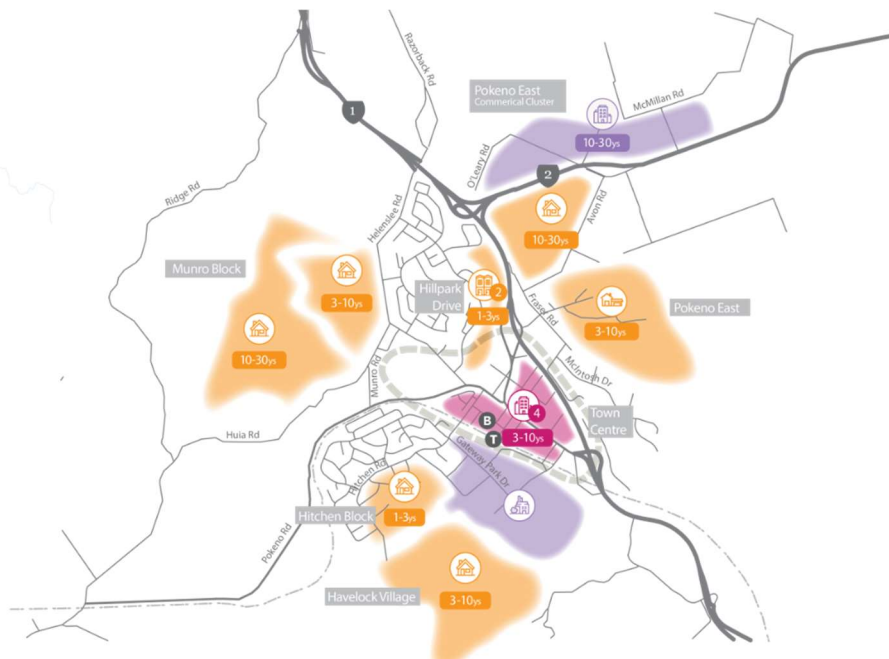 Razorback Rd
Pokeno East
Commerical Cluster
McMillan Rd
1
10-30ys
O'Leary Rd
2
Ridge Rd
Avon Rd
Helenslee Rd
10-30ys
Munro Block
3-10ys
Hillpark
Drive
2
1-3ys
Fraser Rd
3-10ys
Pokeno East
10-30ys
Munro Rd
McIntosh Dr
4
B
T
3-10ys
Town
Centre
Huia Rd
Gateway Park Dr
Hitchen Rd
Hitchen Block
1-3ys
Pokeno Rd
Havelock Village
3-10ys